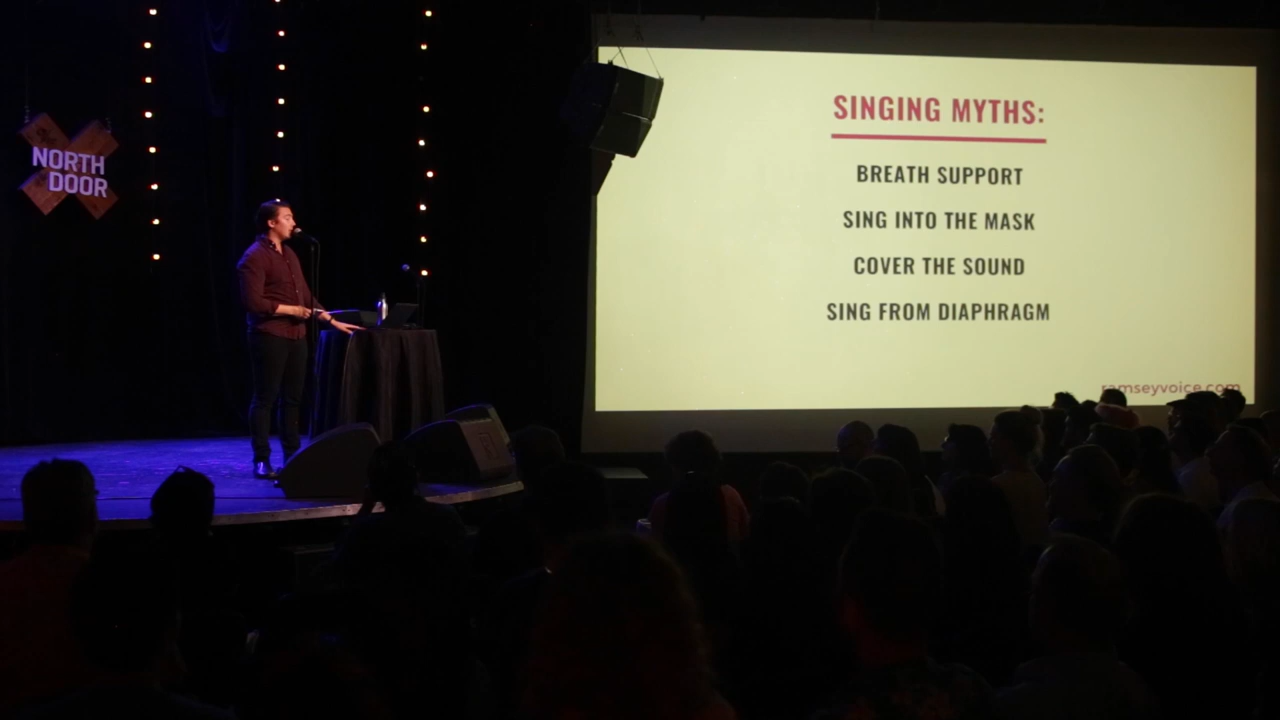 NORTH
DOOR
SINGING MYTHS:
BREATH SUPPORT
SING INTO THE MASK
COVER THE SOUND
SING FROM DIAPHRAGM
ramseyvoice.com